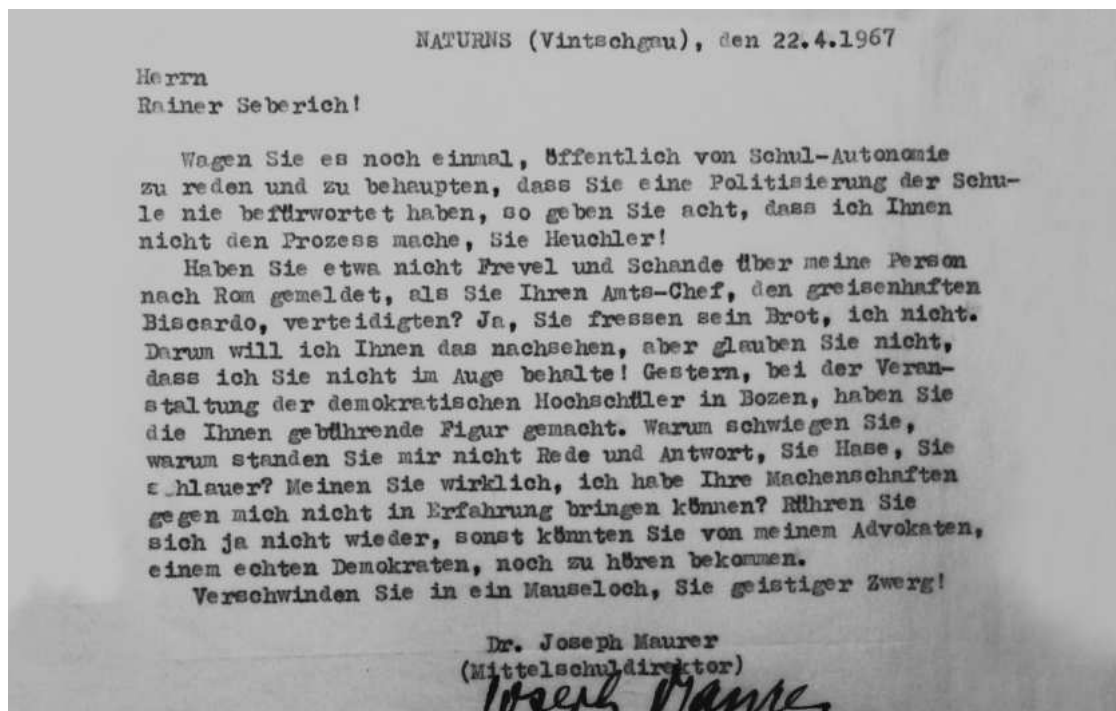 NATURNS (Vintschgau), den 22.4.1967
Herrn
Rainer Seberich!
Wagen Sie es noch einmal, öffentlich von Schul-Autonomie
zu reden und zu behaupten, dass Sie eine Politisierung der Schu-
le nie befürwortet haben, so geben Sie acht, dass ich Ihnen
nicht den Prozess mache, Sie Heuchler!
Haben Sie etwa nicht Frevel und Schande über meine Person
nach Rom gemeldet, als Sie Ihren Amts-Chef, den greisenhaften
Biscardo, verteidigten? Ja, Sie fressen sein Brot, ich nicht.
Darum will ich Ihnen das nachsehen, aber glauben Sie nicht,
dass ich Sie nicht im Auge behalte! Gestern, bei der Veran-
staltung der demokratischen Hochschüler in Bozen, haben Sie
die Ihnen gebührende Figur gemacht. Warum schwiegen Sie,
warum standen Sie mir nicht Rede und Antwort, Sie Hase, Sie
schlauer? Meinen Sie wirklich, ich habe Ihre Machenschaften
gegen mich nicht in Erfahrung bringen können? Rühren Sie
sich ja nicht wieder, sonst könnten Sie von meinem Advokaten,
einem echten Demokraten, noch zu hören bekommen.
Verschwinden Sie in ein Mauseloch, Sie geistiger Zwerg!
Dr. Joseph Maurer
(Mittelschuldirektor)
Joseph Maurer